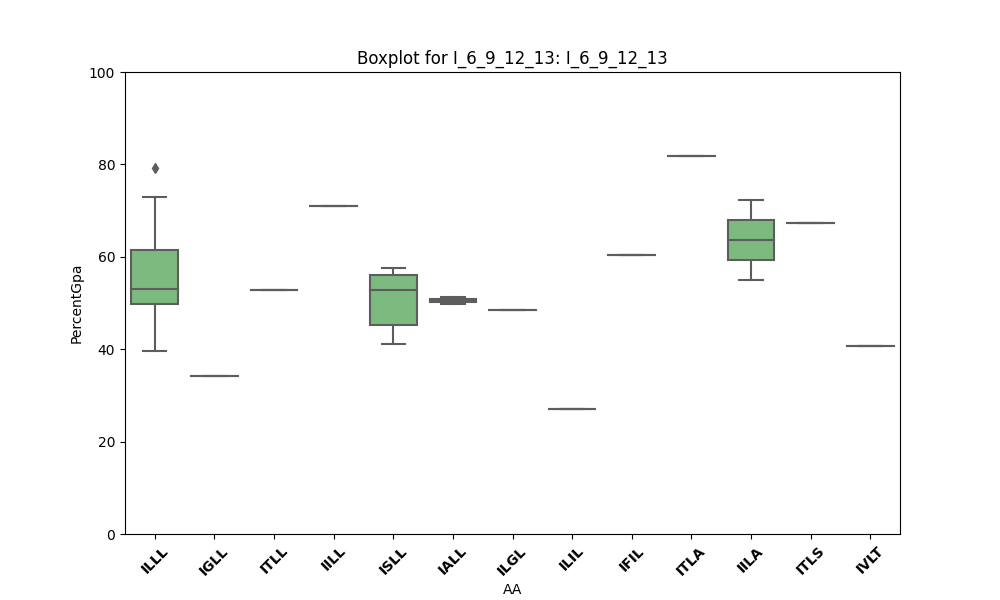 Boxplot for I_6_9_12_13: I_6_9_12_13
PercentGpa
100
80
60
40
20
0
ILLL IGLL ITLL IILL ISLL IALL ILGL ILIL IFIL ITLA IILA ITLS IVLT
AA